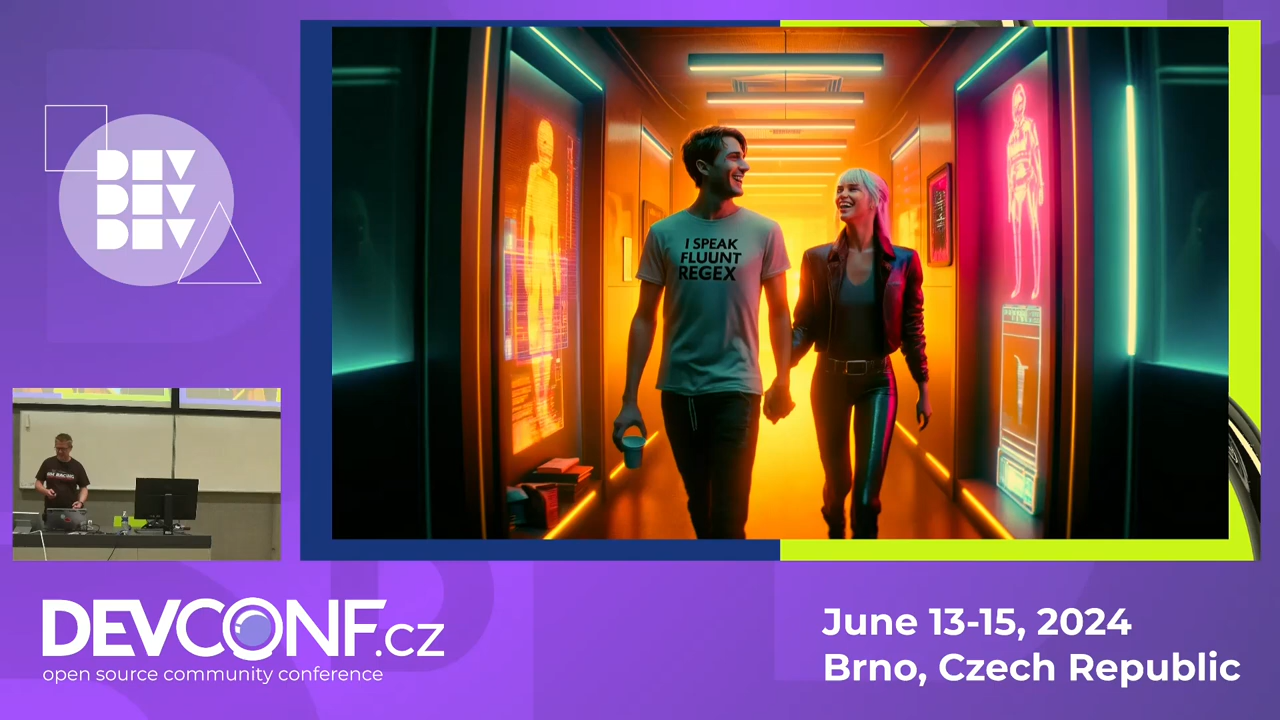 DEV
DEV
DEV
I SPEAK
FLUUNT
REGEX
DEVCONF.cz
open source community conference
June 13-15, 2024
Brno, Czech Republic